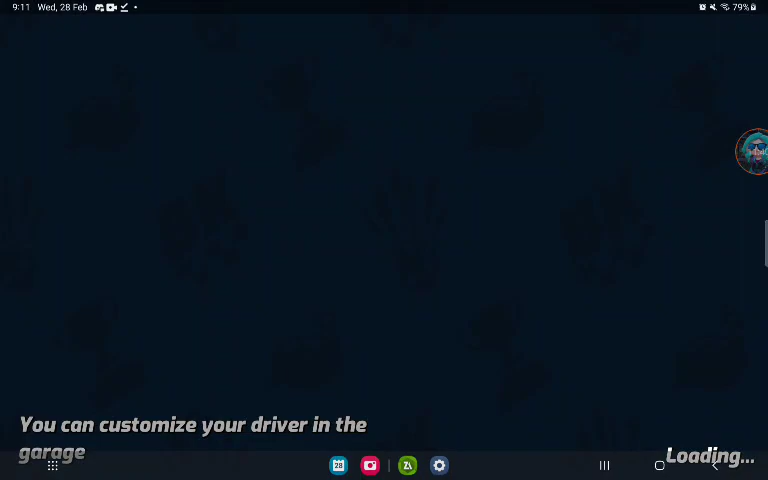 9:11 Wed, 28 Feb
79%
You can customize your driver in the
garage
Loading...
28